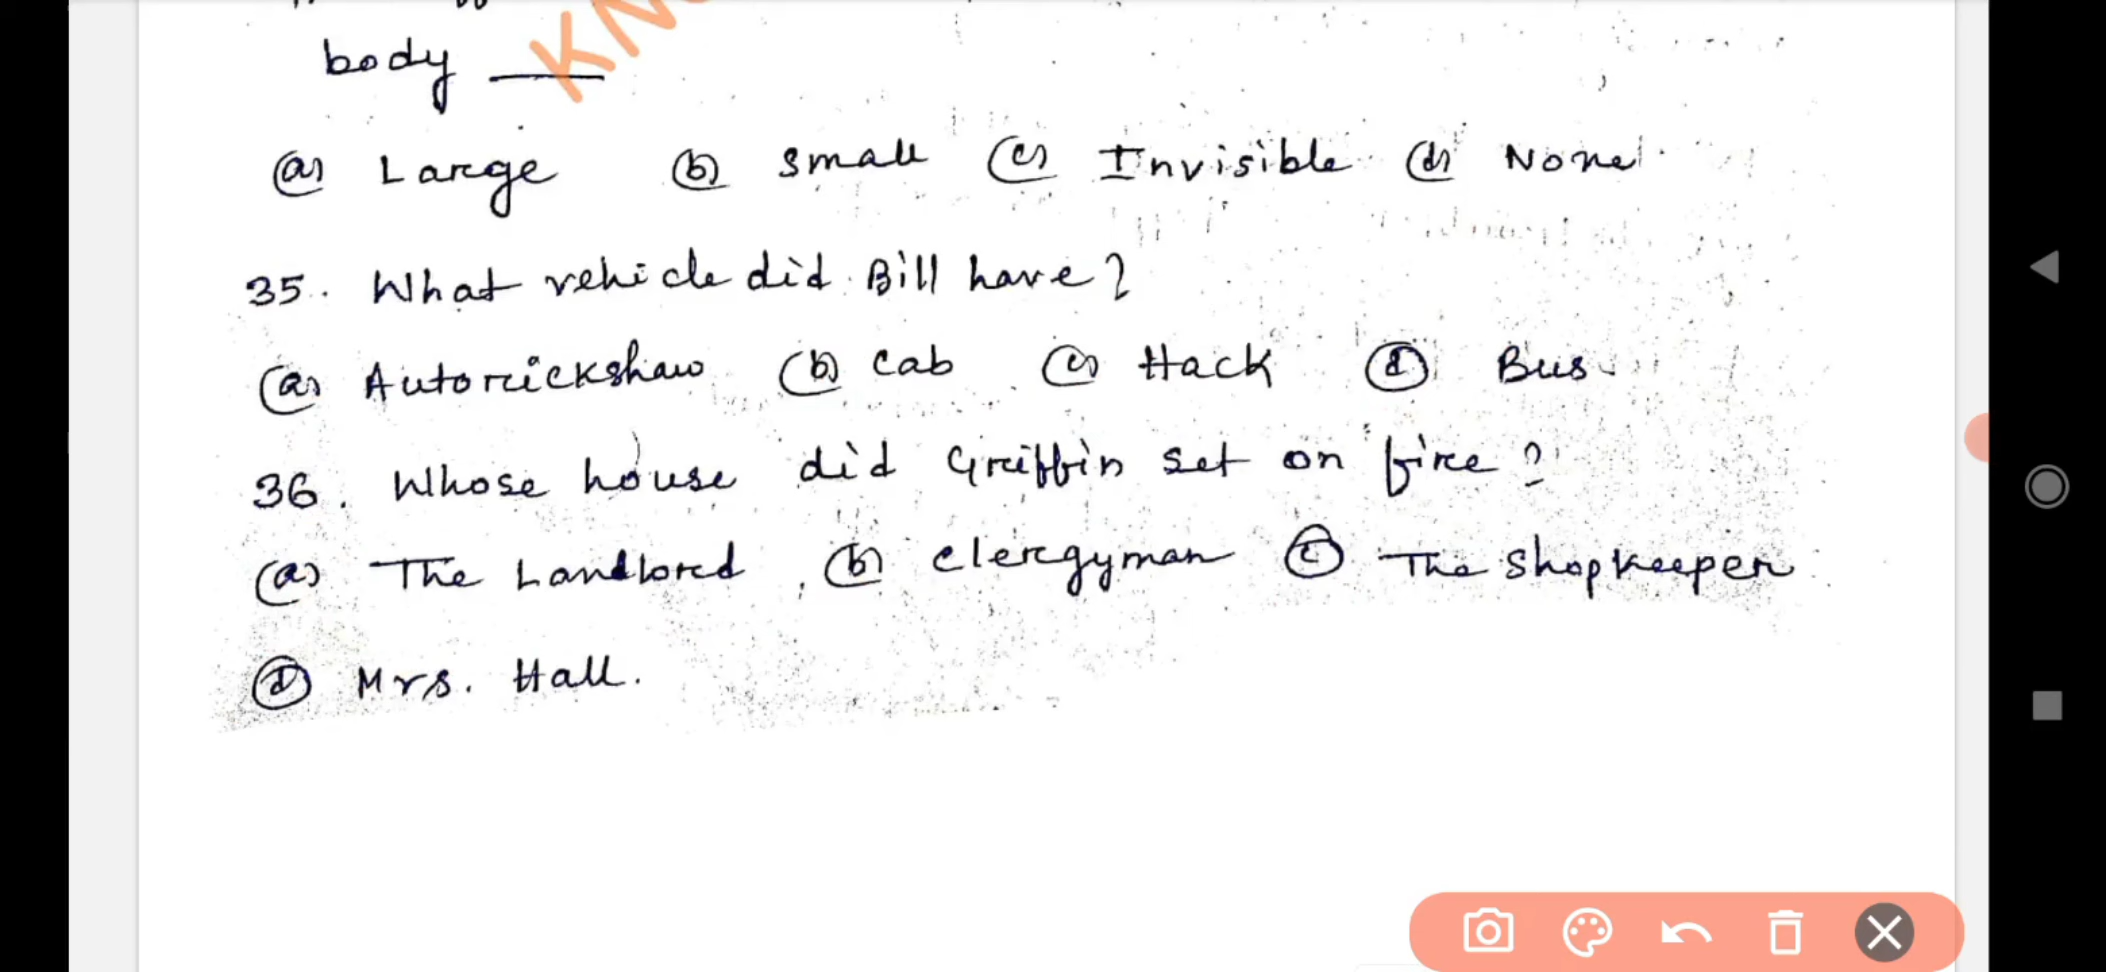 body ___
KN
(a) Large (b) small (c) Invisible (d) None
35. What vehicle did Bill have?
(a) Autorickshaw (b) cab (c) Hack (d) Bus.
36. Whose house did Griffin set on fire?
(a) The Landlord, (b) clergyman (c) The shopkeeper
(d) Mrs. Hall.